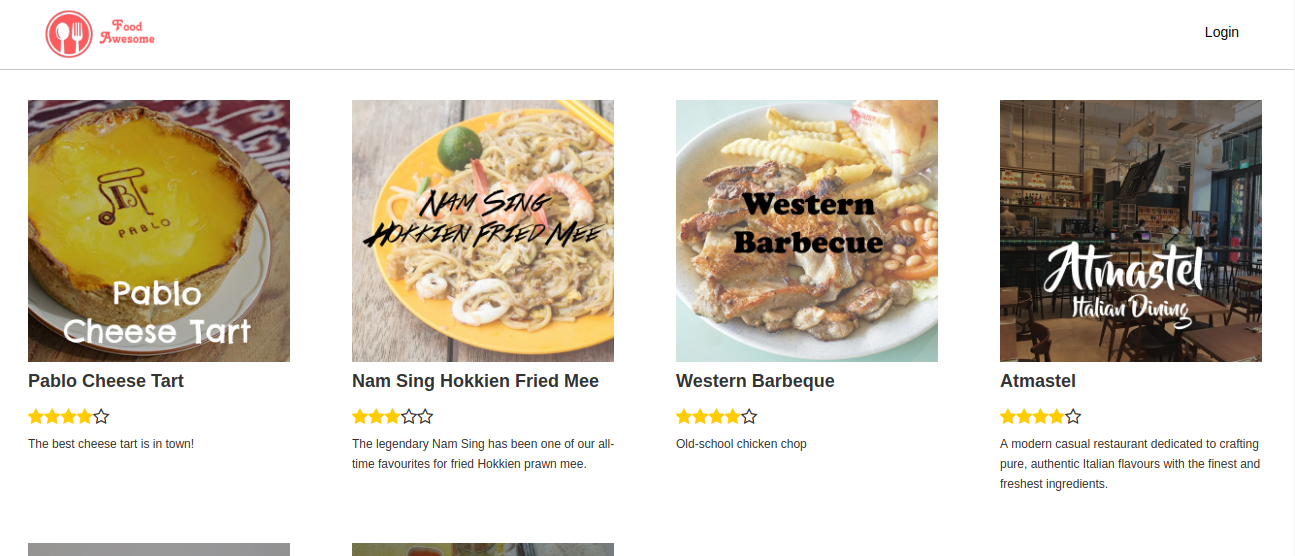 Food
Awesome
Login
PABLO
Pablo
Cheese Tart
Nam Sing
Hokkien Fried Mee
Western
Barbecue
Atmastel
Italian Dining
Pablo Cheese Tart
The best cheese tart is in town!
Nam Sing Hokkien Fried Mee
The legendary Nam Sing has been one of our all-
time favourites for fried Hokkien prawn mee.
Western Barbeque
Old-school chicken chop
Atmastel
A modern casual restaurant dedicated to crafting
pure, authentic Italian flavours with the finest and
freshest ingredients.